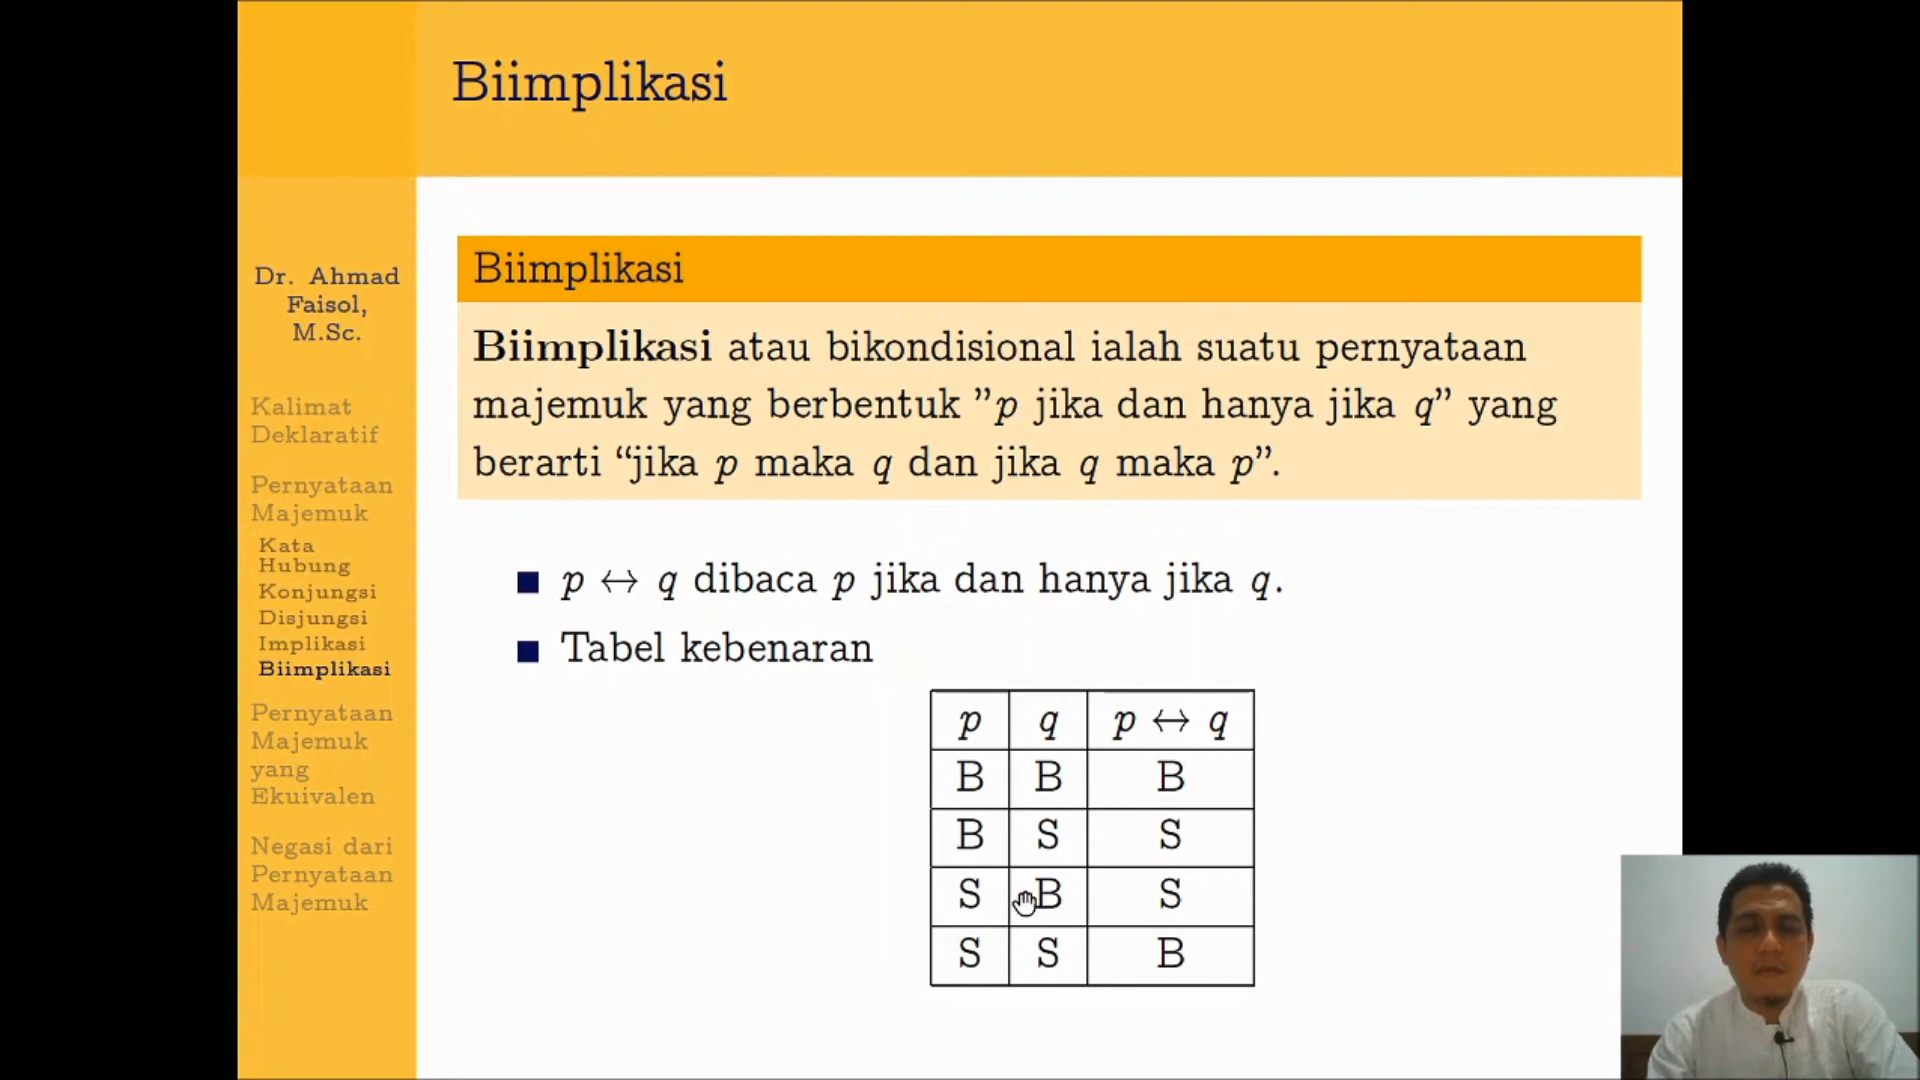 Biimplikasi
Dr. Ahmad
Faisol,
M.Sc.
Kalimat
Deklaratif
Pernyataan
Majemuk
Kata
Hubung
Konjungsi
Disjungsi
Implikasi
Biimplikasi
Pernyataan
Majemuk
yang
Ekuivalen
Negasi dari
Pernyataan
Majemuk
Biimplikasi
Biimplikasi atau bikondisional ialah suatu pernyataan
majemuk yang berbentuk ”p jika dan hanya jika q” yang
berarti “jika p maka q dan jika q maka p”.
p ↔ q dibaca p jika dan hanya jika q.
Tabel kebenaran
p q p ↔ q
B B B
B S S
S B S
S S B